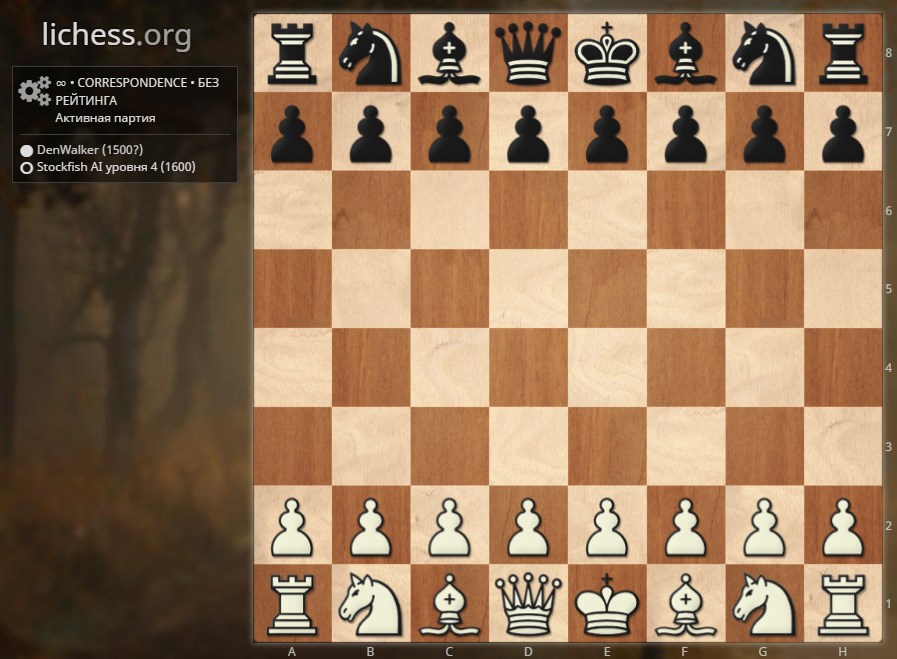 lichess.org
∞ • CORRESPONDENCE • БЕЗ
РЕЙТИНГА
Активная партия
DenWalker (1500?)
Stockfish AI уровня 4 (1600)
8
7
6
5
4
3
2
1
A B C D E F G H